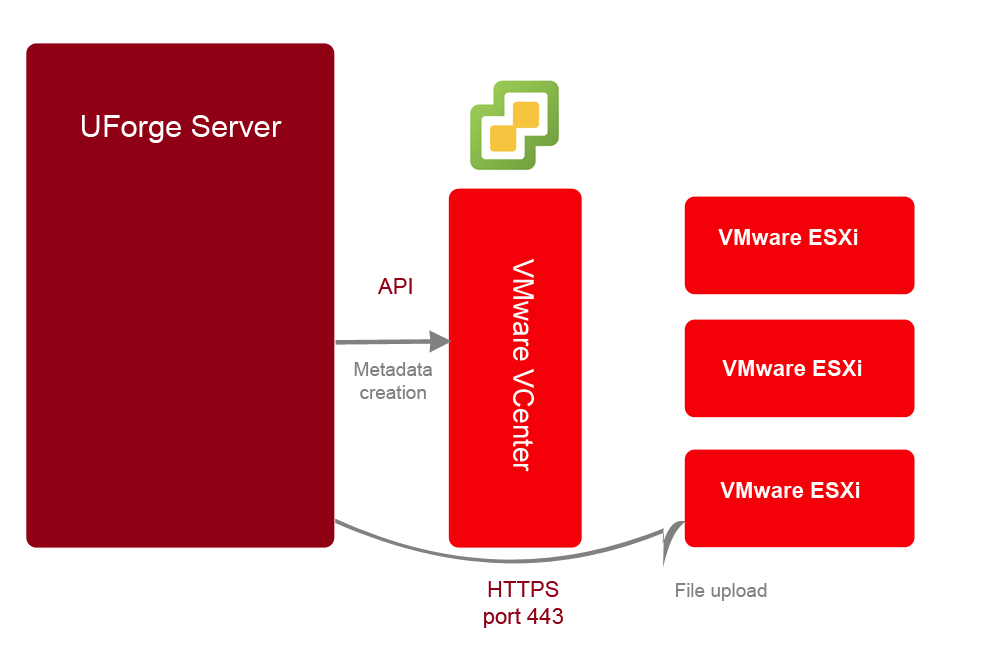 UForge Server
API
Metadata
creation
VMware VCenter
VMware ESXi
VMware ESXi
VMware ESXi
HTTPS
port 443
File upload